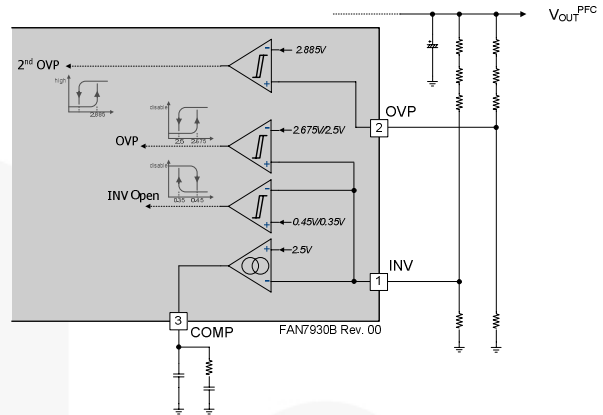 V_OUT^PFC
2nd OVP
2.885V
high
2.885
OVP
2
disable
2.5 2.675
OVP
2.675V/2.5V
disable
0.35 0.45
INV Open
0.45V/0.35V
2.5V
INV
1
3
COMP
FAN7930B Rev. 00